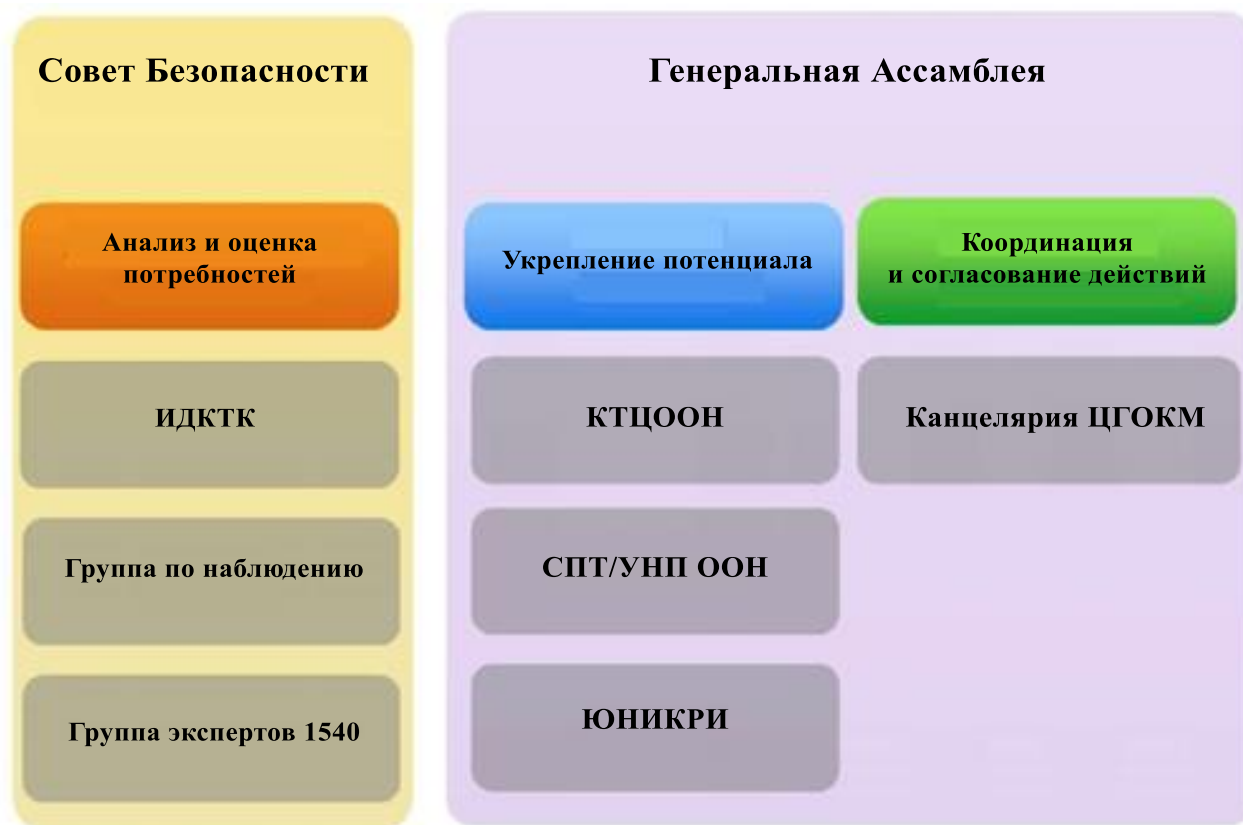 Совет Безопасности
Генеральная Ассамблея
Анализ и оценка
потребностей
Укрепление потенциала
Координация
и согласование действий
ИДКТК
КТЦООН
Канцелярия ЦГОКМ
Группа по наблюдению
СПТ/УНП ООН
Группа экспертов 1540
ЮНИКРИ